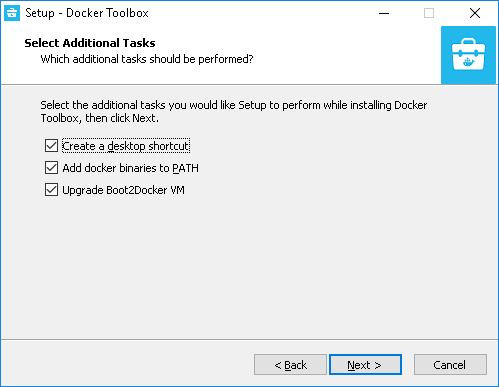 Setup - Docker Toolbox
Select Additional Tasks
Which additional tasks should be performed?
Select the additional tasks you would like Setup to perform while installing Docker
Toolbox, then click Next.
Create a desktop shortcut
Add docker binaries to PATH
Upgrade Boot2Docker VM
< Back
Next >
Cancel